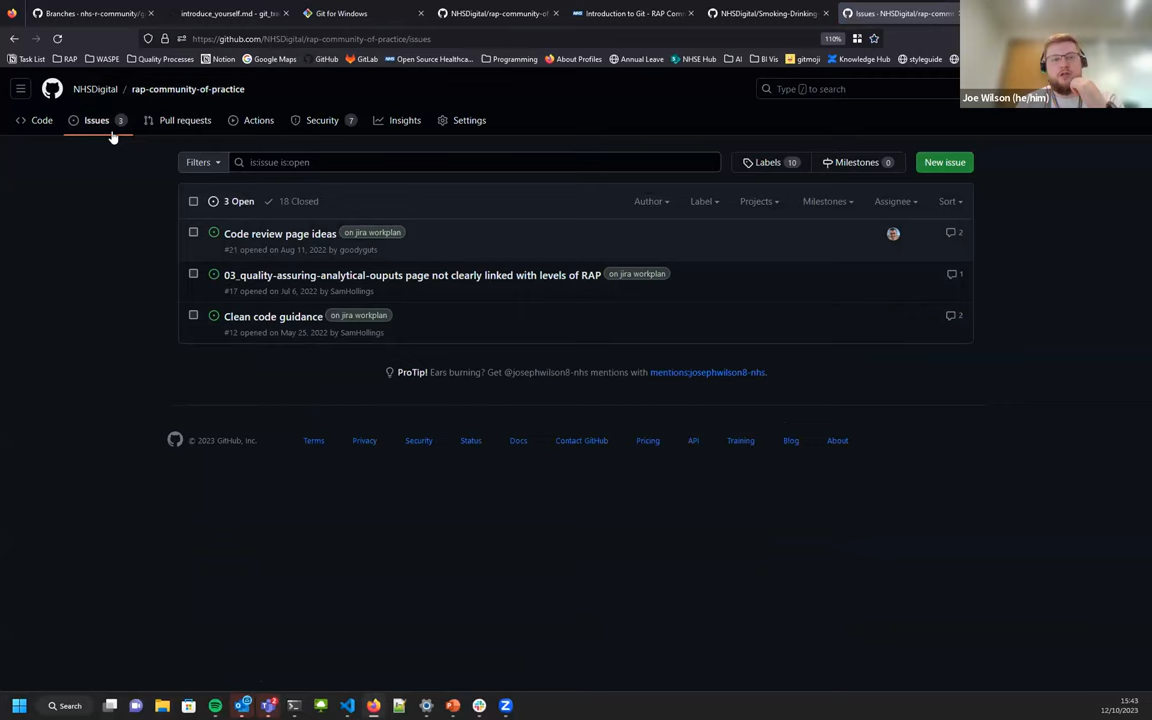 Branches · nhs-r-community/g
introduce_yourself.md · git_tra
Git for Windows
NHSDigital/rap-community-of
Introduction to Git - RAP Com
NHSDigital/Smoking-Drinking
Issues · NHSDigital/rap-comm
https://github.com/NHSDigital/rap-community-of-practice/issues
110%
Task List RAP WASPE Quality Processes Notion Google Maps GitHub GitLab Open Source Healthcar... Programming About Profiles Annual Leave NHSE Hub AI BI Vis gitmoji Knowledge Hub styleguide
Joe Wilson (he/him)
NHSDigital / rap-community-of-practice
Type / to search
Code Issues 3 Pull requests Actions Security 7 Insights Settings
Filters is:issue is:open Labels 10 Milestones 0 New issue
3 Open 18 Closed Author Label Projects Milestones Assignee Sort
Code review page ideas on jira workplan 2
#21 opened on Aug 11, 2022 by goodyguts
03_quality-assuring-analytical-ouputs page not clearly linked with levels of RAP on jira workplan 1
#17 opened on Jul 6, 2022 by SamHollings
Clean code guidance on jira workplan 2
#12 opened on May 25, 2022 by SamHollings
ProTip! Ears burning? Get @josephwilson8-nhs mentions with mentions:josephwilson8-nhs.
© 2023 GitHub, Inc. Terms Privacy Security Status Docs Contact GitHub Pricing API Training Blog About
Search
15:43
12/10/2023